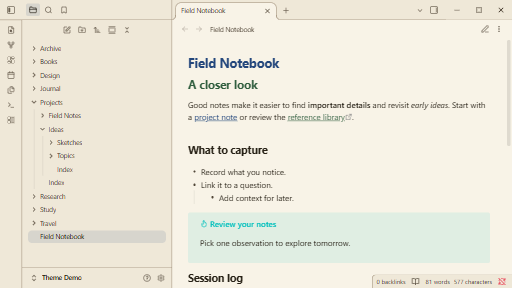 Field Notebook
Field Notebook
Archive
Books
Design
Journal
Projects
Field Notes
Ideas
Sketches
Topics
Index
Index
Research
Study
Travel
Field Notebook
Theme Demo
Field Notebook
A closer look
Good notes make it easier to find important details and revisit early ideas. Start with
a project note or review the reference library.
What to capture
• Record what you notice.
• Link it to a question.
• Add context for later.
Review your notes
Pick one observation to explore tomorrow.
Session log
0 backlinks 81 words 577 characters